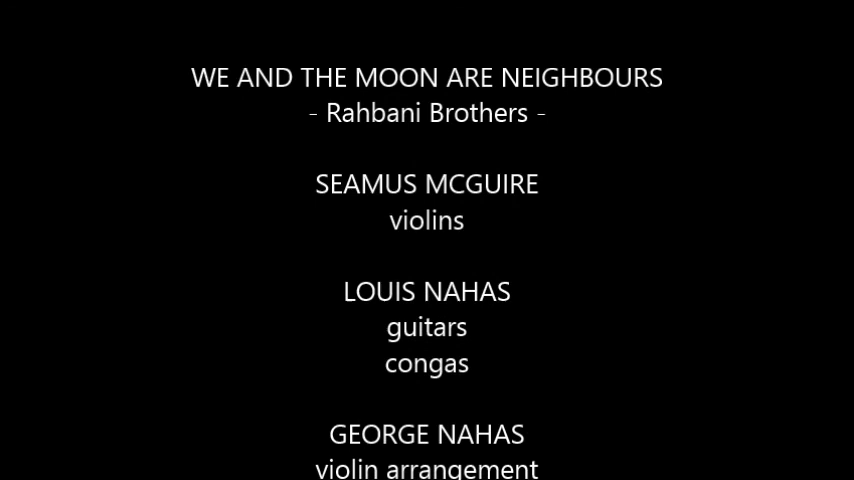 WE AND THE MOON ARE NEIGHBOURS
- Rahbani Brothers -
SEAMUS MCGUIRE
violins
LOUIS NAHAS
guitars
congas
GEORGE NAHAS
violin arrangement